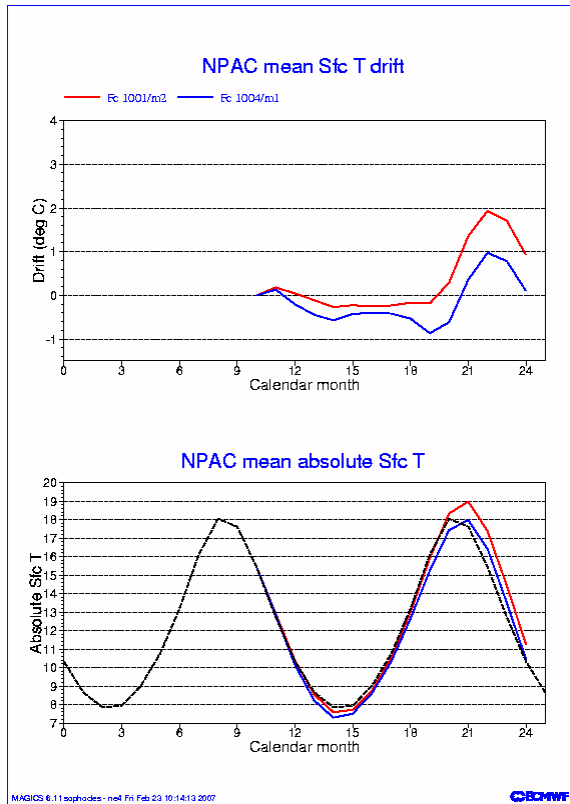 NPAC mean Sfc T drift
Fc 1001/m2 Fc 1004/m1
4
3
2
1
0
-1
Drift (deg C)
0 3 6 9 12 15 18 21 24
Calendar month
NPAC mean absolute Sfc T
20
19
18
17
16
15
14
13
12
11
10
9
8
7
Absolute Sfc T
0 3 6 9 12 15 18 21 24
Calendar month
MAGICS 6.11 sophodes - ne4 Fri Feb 23 10:14:13 2007
ECMWF